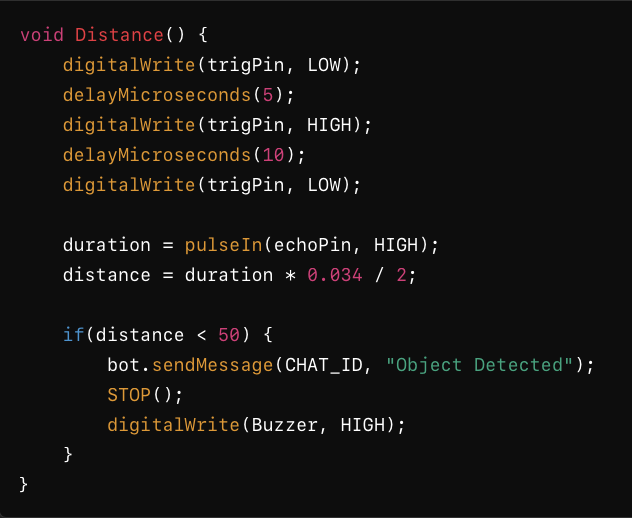 void Distance() {
    digitalWrite(trigPin, LOW);
    delayMicroseconds(5);
    digitalWrite(trigPin, HIGH);
    delayMicroseconds(10);
    digitalWrite(trigPin, LOW);

    duration = pulseIn(echoPin, HIGH);
    distance = duration * 0.034 / 2;

    if(distance < 50) {
        bot.sendMessage(CHAT_ID, "Object Detected");
        STOP();
        digitalWrite(Buzzer, HIGH);
    }
}